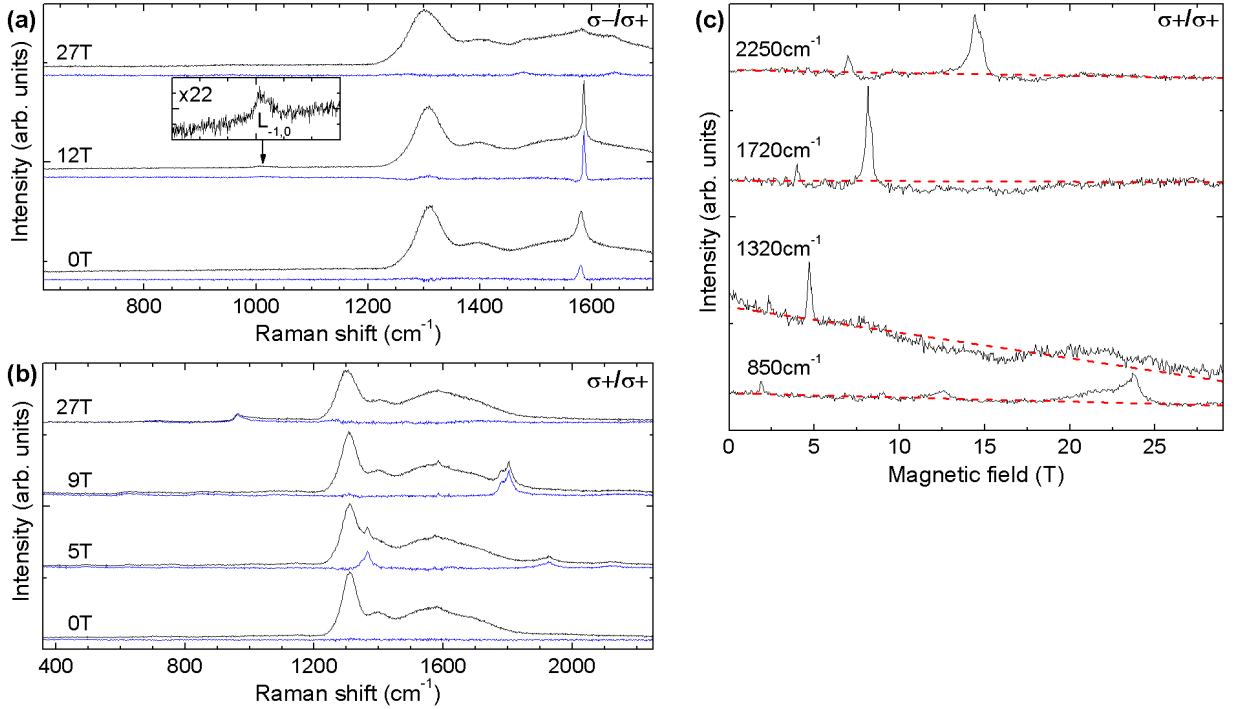 (a)
σ−/σ+
27T
x22
L-1,0
12T
0T
Intensity (arb. units)
800 1000 1200 1400 1600
Raman shift (cm-1)
(b)
σ+/σ+
27T
9T
5T
0T
Intensity (arb. units)
400 800 1200 1600 2000
Raman shift (cm-1)
(c)
σ+/σ+
2250cm-1
1720cm-1
1320cm-1
850cm-1
Intensity (arb. units)
0 5 10 15 20 25
Magnetic field (T)